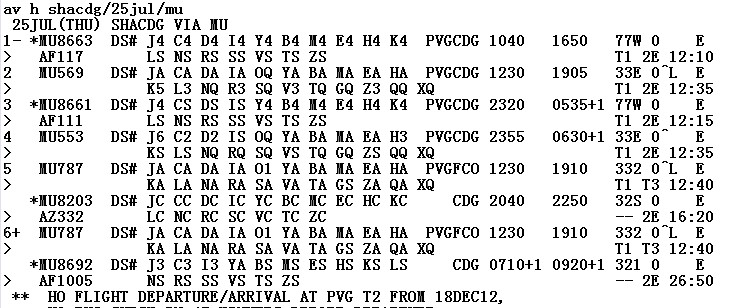 av h shacdg/25jul/mu
25JUL(THU) SHACDG VIA MU
1- *MU8663 DS# J4 C4 D4 I4 Y4 B4 M4 E4 H4 K4 PVGCDG 1040 1650 77W 0 E
> AF117 LS NS RS SS VS TS ZS T1 2E 12:10
2 MU569 DS# JA CA DA IA OQ YA BA MA EA HA PVGCDG 1230 1905 33E 0^L E
> K5 L3 NQ R3 SQ V3 TQ GQ Z3 QQ XQ T1 2E 12:35
3 *MU8661 DS# J4 CS DS IS Y4 B4 M4 E4 H4 K4 PVGCDG 2320 0535+1 77W 0 E
> AF111 LS NS RS SS VS TS ZS T1 2E 12:15
4 MU553 DS# J6 C2 D2 IS OQ YA BA MA EA H3 PVGCDG 2355 0630+1 33E 0^ E
> KS LS NQ RQ SQ VS TQ GQ ZS QQ XQ T1 2E 12:35
5 MU787 DS# JA CA DA IA O1 YA BA MA EA HA PVGFCO 1230 1910 332 0^L E
> KA LA NA RA SA VA TA GS ZA QA XQ T1 T3 12:40
*MU8203 DS# JC CC DC IC YC BC MC EC HC KC CDG 2040 2250 32S 0 E
> AZ332 LC NC RC SC VC TC ZC -- 2E 16:20
6+ MU787 DS# JA CA DA IA O1 YA BA MA EA HA PVGFCO 1230 1910 332 0^L E
> KA LA NA RA SA VA TA GS ZA QA XQ T1 T3 12:40
*MU8692 DS# J3 C3 I3 YA BS MS ES HS KS LS CDG 0710+1 0920+1 321 0 E
> AF1005 NS RS SS VS TS ZS -- 2E 26:50
** HO FLIGHT DEPARTURE/ARRIVAL AT PVG T2 FROM 18DEC12,